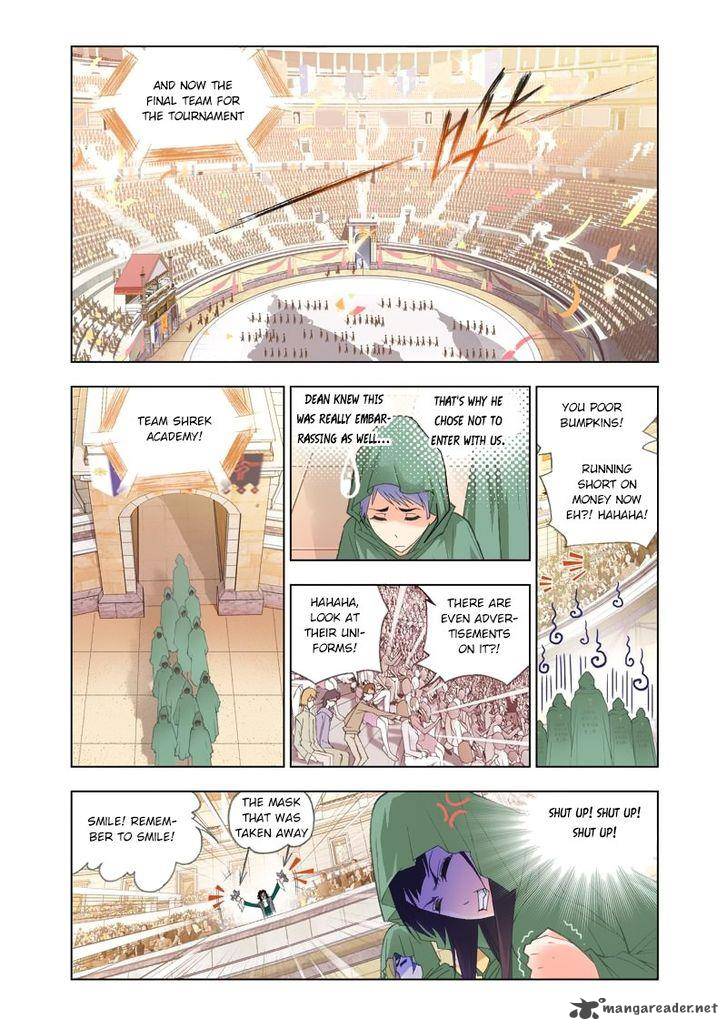 AND NOW THE
FINAL TEAM FOR
THE TOURNAMENT
TEAM SHREK
ACADEMY!
DEAN KNEW THIS
WAS REALLY EMBAR-
RASSING AS WELL...
THAT'S WHY HE
CHOSE NOT TO
ENTER WITH US.
YOU POOR
BUMPKINS!
RUNNING
SHORT ON
MONEY NOW
EH?! HAHAHA!
HAHAHA,
LOOK AT
THEIR UNI-
FORMS!
THERE ARE
EVEN ADVER-
TISEMENTS
ON IT?!
SMILE! REMEM-
BER TO SMILE!
THE MASK
THAT WAS
TAKEN AWAY
SHUT UP! SHUT UP!
SHUT UP!
mangareader.net